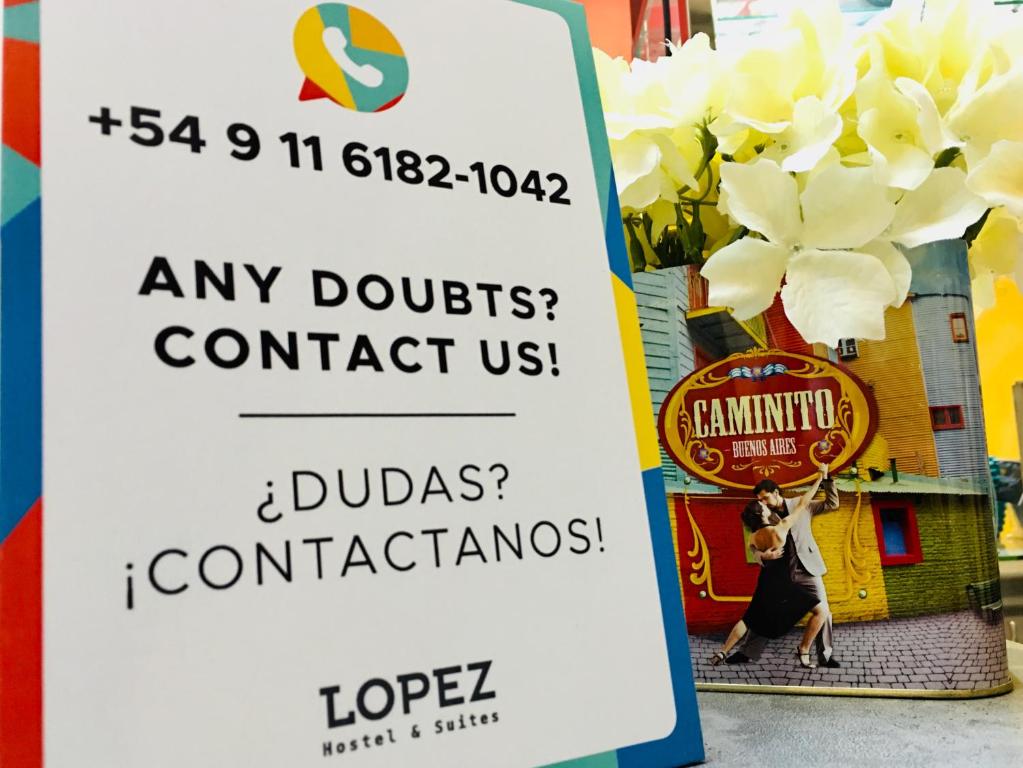 +54 9 11 6182-1042
ANY DOUBTS?
CONTACT US!
¿DUDAS?
¡CONTACTANOS!
LOPEZ
Hostel & Suites
CAMINITO
BUENOS AIRES